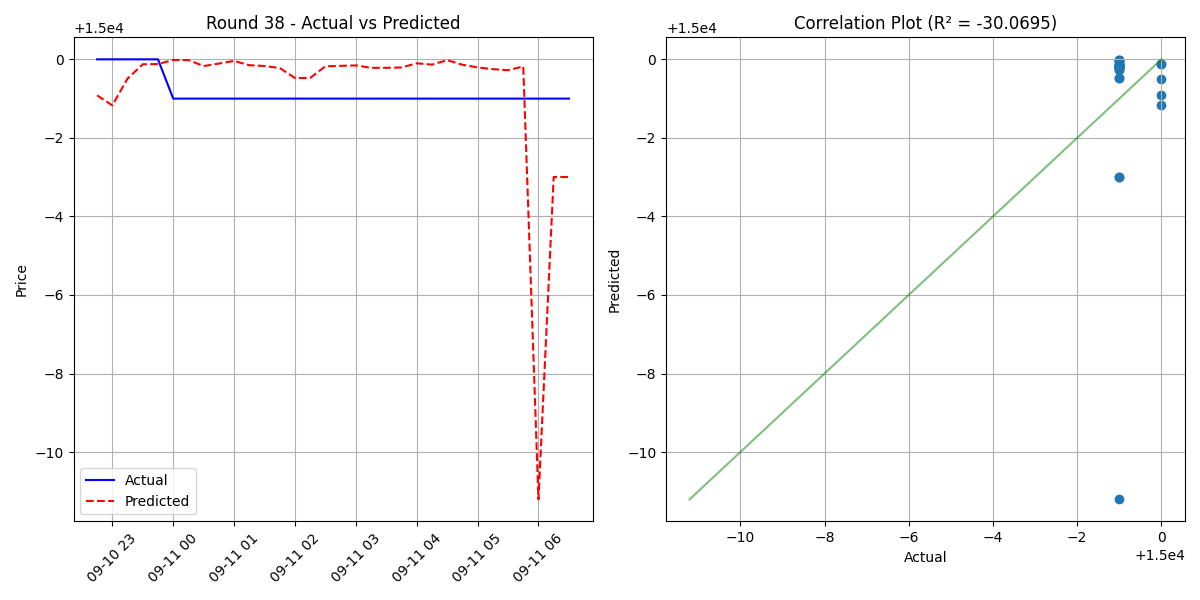 Round 38 - Actual vs Predicted
+1.5e4
0
−2
−4
−6
−8
−10
Price
Actual
Predicted
09-10 23
09-11 00
09-11 01
09-11 02
09-11 03
09-11 04
09-11 05
09-11 06
Correlation Plot (R² = -30.0695)
+1.5e4
0
−2
−4
−6
−8
−10
Predicted
−10
−8
−6
−4
−2
0
Actual
+1.5e4